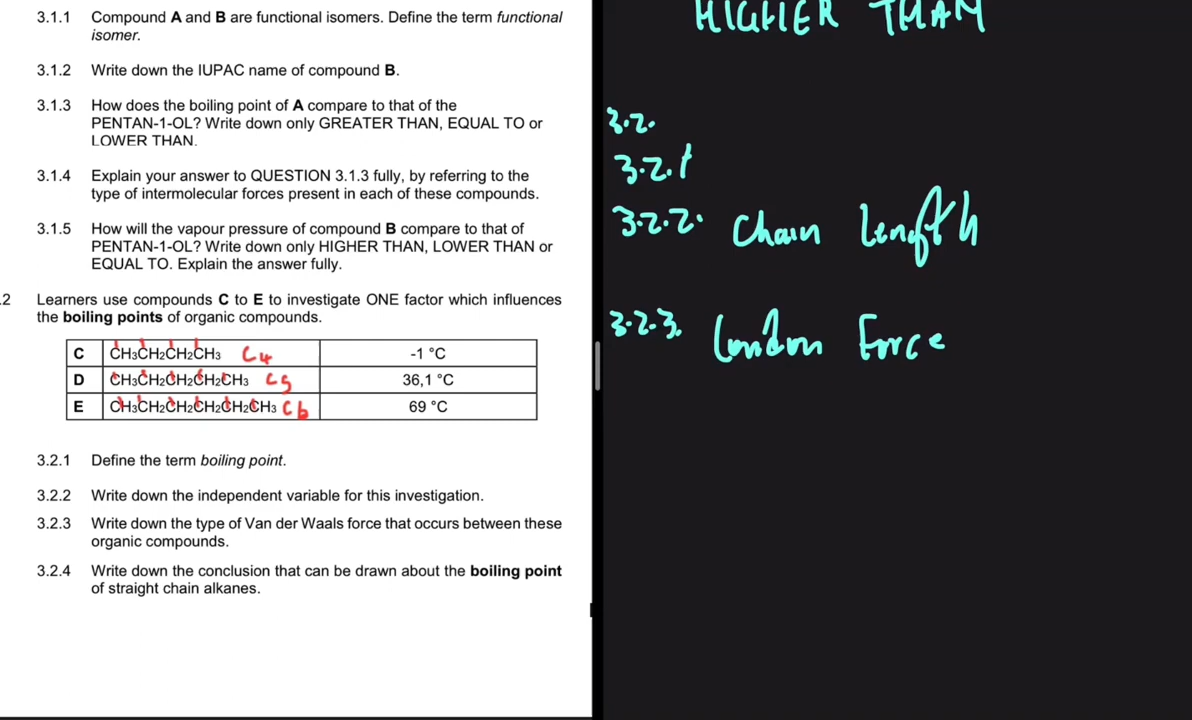 3.1.1 Compound A and B are functional isomers. Define the term functional
isomer.
3.1.2 Write down the IUPAC name of compound B.
3.1.3 How does the boiling point of A compare to that of the
PENTAN-1-OL? Write down only GREATER THAN, EQUAL TO or
LOWER THAN.
3.1.4 Explain your answer to QUESTION 3.1.3 fully, by referring to the
type of intermolecular forces present in each of these compounds.
3.1.5 How will the vapour pressure of compound B compare to that of
PENTAN-1-OL? Write down only HIGHER THAN, LOWER THAN or
EQUAL TO. Explain the answer fully.
.2 Learners use compounds C to E to investigate ONE factor which influences
the boiling points of organic compounds.
C CH3CH2CH2CH3 C4 -1 °C
D CH3CH2CH2CH2CH3 C5 36,1 °C
E CH3CH2CH2CH2CH2CH3 C6 69 °C
3.2.1 Define the term boiling point.
3.2.2 Write down the independent variable for this investigation.
3.2.3 Write down the type of Van der Waals force that occurs between these
organic compounds.
3.2.4 Write down the conclusion that can be drawn about the boiling point
of straight chain alkanes.
HIGHER THAN
3.2.
3.2.1
3.2.2. Chain Length
3.2.3. London Force